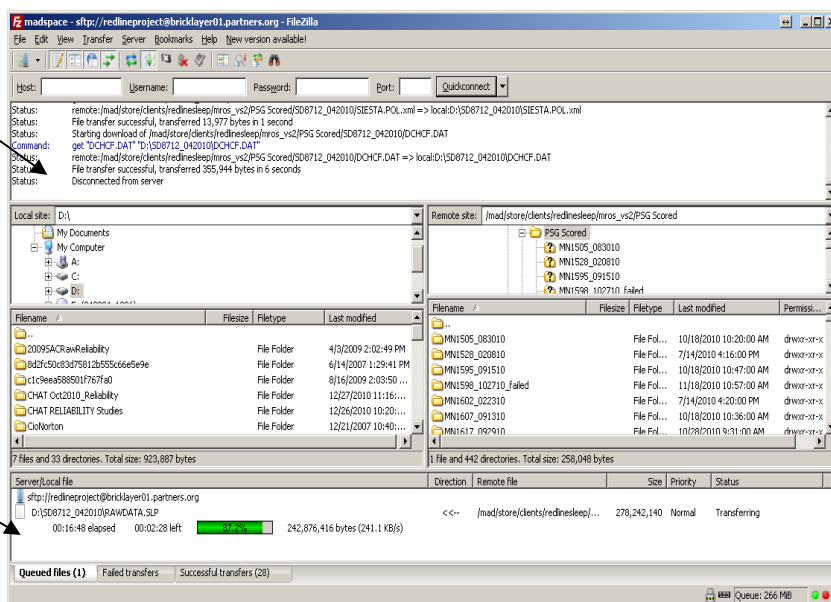 madspace - sftp://redlineproject@bricklayer01.partners.org - FileZilla
File Edit View Transfer Server Bookmarks Help New version available!
Host: Username: Password: Port: Quickconnect
Status: remote:/mad/store/clients/redlinesleep/mros_vs2/PSG Scored/SD8712_042010/SIESTA.POL.xml => local:D:\SD8712_042010\SIESTA.POL.xml
Status: File transfer successful, transferred 13,977 bytes in 1 second
Status: Starting download of /mad/store/clients/redlinesleep/mros_vs2/PSG Scored/SD8712_042010/DCHCF.DAT
Command: get "DCHCF.DAT" "D:\SD8712_042010\DCHCF.DAT"
Status: remote:/mad/store/clients/redlinesleep/mros_vs2/PSG Scored/SD8712_042010/DCHCF.DAT => local:D:\SD8712_042010\DCHCF.DAT
Status: File transfer successful, transferred 355,944 bytes in 6 seconds
Status: Disconnected from server
Local site: D:\ Remote site: /mad/store/clients/redlinesleep/mros_vs2/PSG Scored
My Documents
My Computer
A:
C:
D:
PSG Scored
MN1505_083010
MN1528_020810
MN1595_091510
MN1598_102710_failed
Filename Filesize Filetype Last modified
..
2009SACRawReliability File Folder 4/3/2009 2:02:49 PM
8d2fc50c83d75812b555c66e5e9e File Folder 6/14/2007 1:29:41 PM
c1c9eea588501f767fa0 File Folder 8/16/2009 2:03:50 ...
CHAT Oct2010_Reliability File Folder 12/27/2010 11:16:...
CHAT RELIABILITY Studies File Folder 12/26/2010 10:20:...
CioNorton File Folder 12/21/2007 10:40:...
7 files and 33 directories. Total size: 923,887 bytes
Filename Filesize Filetype Last modified Permissi...
..
MN1505_083010 File Fol... 10/18/2010 10:20:00 AM drwxr-xr-x
MN1528_020810 File Fol... 7/14/2010 4:16:00 PM drwxr-xr-x
MN1595_091510 File Fol... 10/18/2010 10:47:00 AM drwxr-xr-x
MN1598_102710_failed File Fol... 11/18/2010 10:57:00 AM drwxr-xr-x
MN1602_022310 File Fol... 7/14/2010 4:20:00 PM drwxr-xr-x
MN1607_091310 File Fol... 10/18/2010 10:36:00 AM drwxr-xr-x
MN1617_092910 File Fol... 10/28/2010 9:31:00 AM drwxr-xr-x
1 file and 442 directories. Total size: 258,048 bytes
Server/Local file Direction Remote file Size Priority Status
sftp://redlineproject@bricklayer01.partners.org
D:\SD8712_042010\RAWDATA.SLP <<-- /mad/store/clients/redlinesleep/... 278,242,140 Normal Transferring
00:16:48 elapsed 00:02:28 left 87.2% 242,876,416 bytes (241.1 KB/s)
Queued files (1) Failed transfers Successful transfers (28)
Queue: 266 MiB